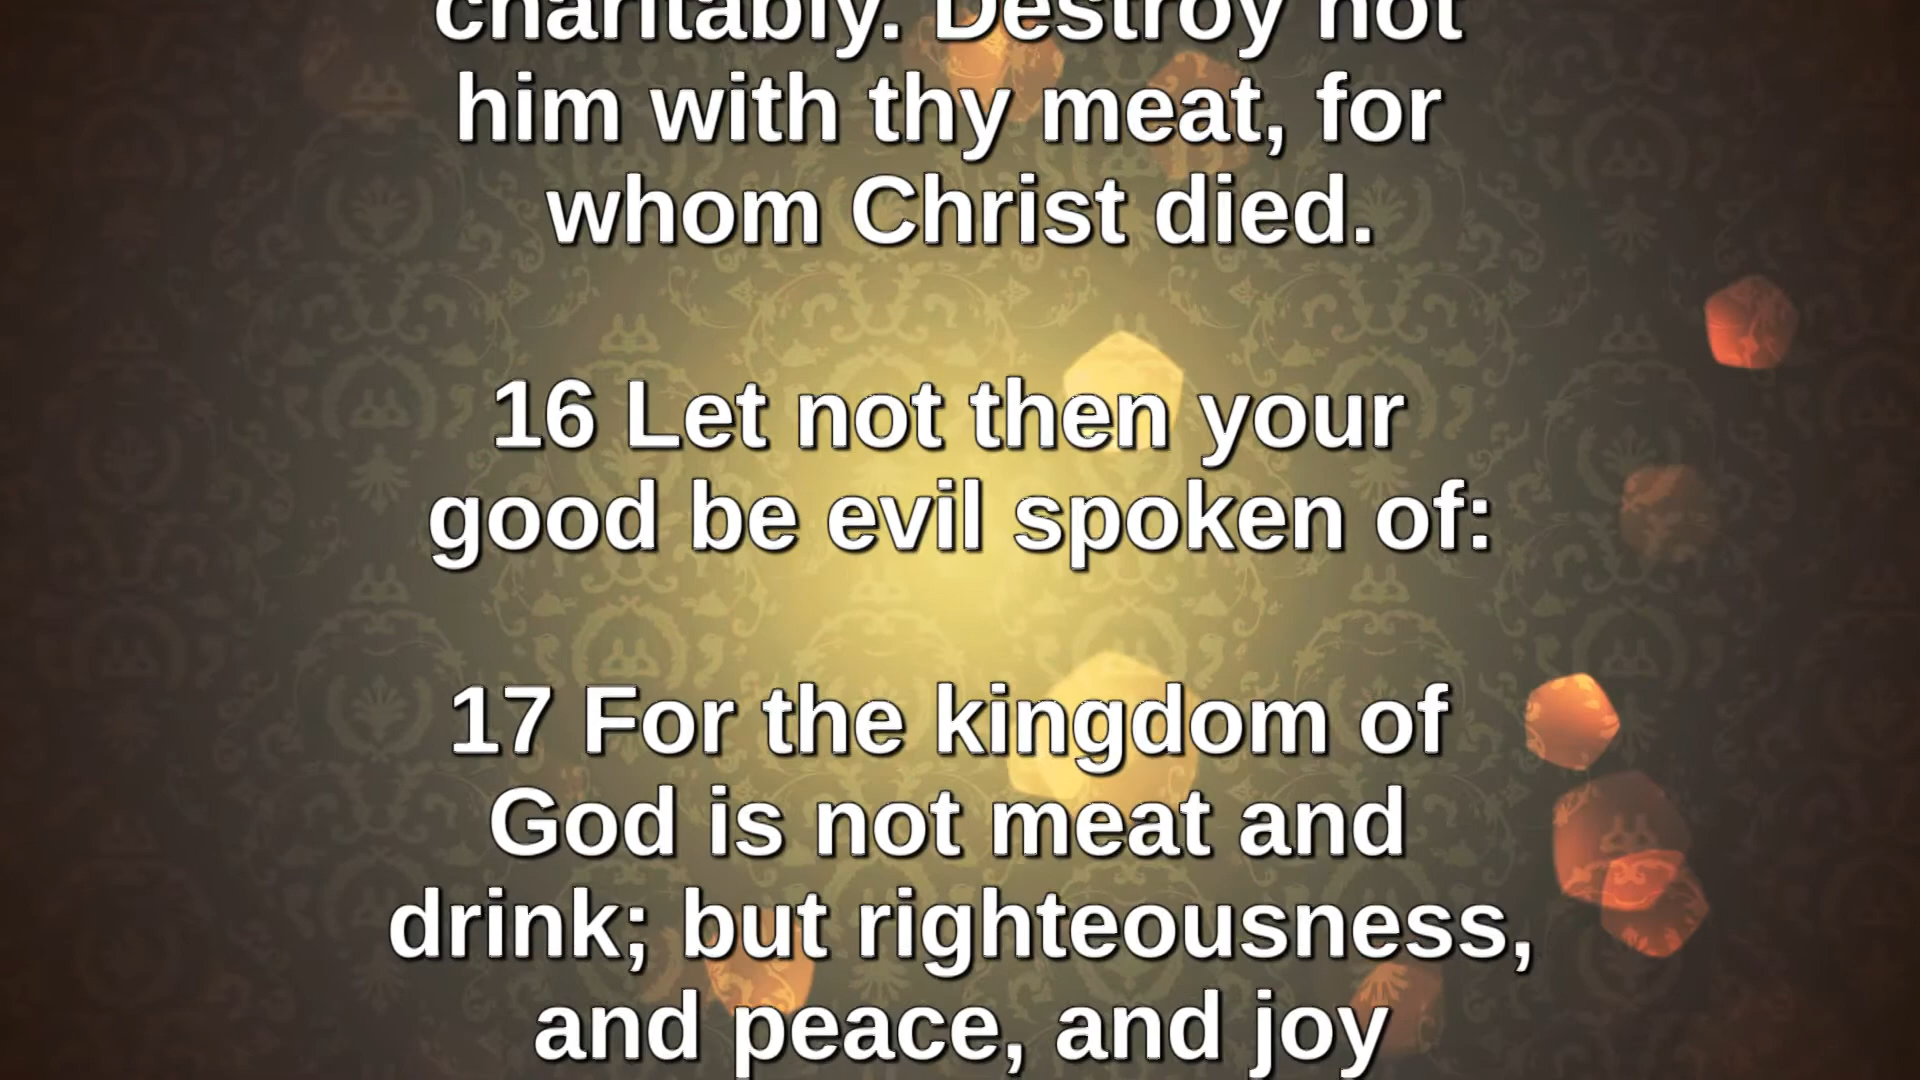 charitably. Destroy not
him with thy meat, for
whom Christ died.
16 Let not then your
good be evil spoken of:
17 For the kingdom of
God is not meat and
drink; but righteousness,
and peace, and joy